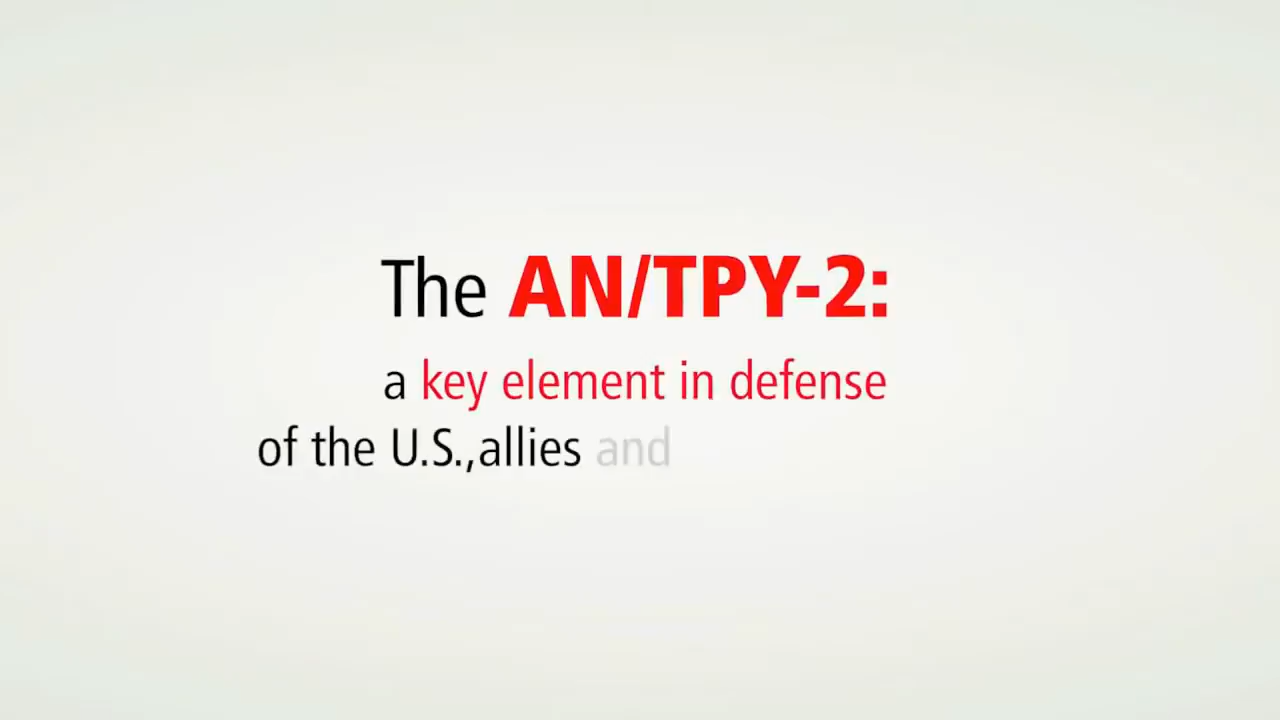 The AN/TPY-2:
a key element in defense
of the U.S.,allies and